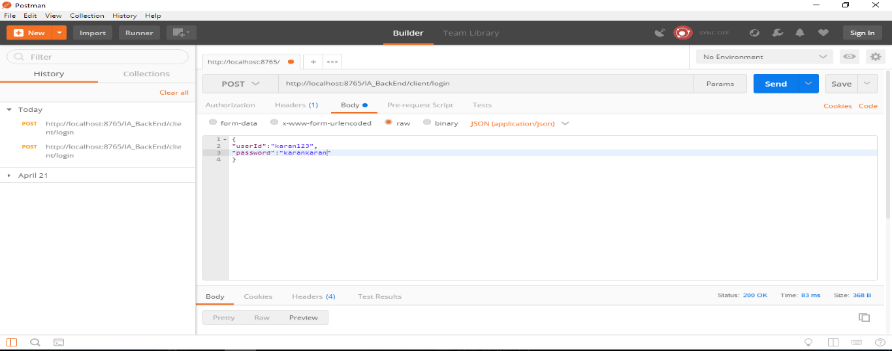 Postman
File Edit View Collection History Help
New Import Runner Builder Team Library SYNC OFF Sign In
Filter
History Collections
Clear all
Today
POST http://localhost:8765/IA_BackEnd/clie
nt/login
POST http://localhost:8765/IA_BackEnd/clie
nt/login
April 21
http://localhost:8765/ + ••• No Environment
POST http://localhost:8765/IA_BackEnd/client/login Params Send Save
Authorization Headers (1) Body Pre-request Script Tests Cookies Code
form-data x-www-form-urlencoded raw binary JSON (application/json)
1 {
2 "userId":"karan123",
3 "password":"karankaran"
4 }
Body Cookies Headers (4) Test Results Status: 200 OK Time: 83 ms Size: 368 B
Pretty Raw Preview